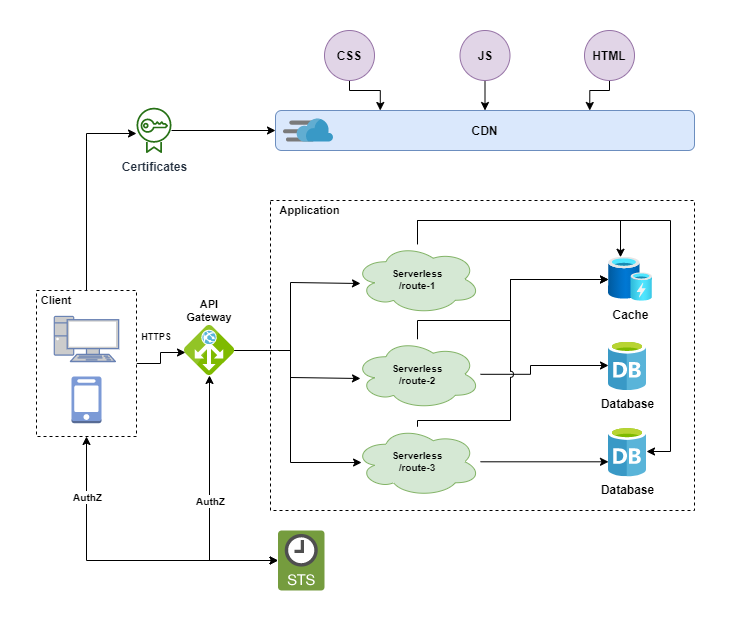 CSS
JS
HTML
CDN
Certificates
Application
Serverless
/route-1
Client
API
Gateway
Cache
HTTPS
Serverless
/route-2
DB
Database
Serverless
/route-3
DB
Database
AuthZ
AuthZ
STS